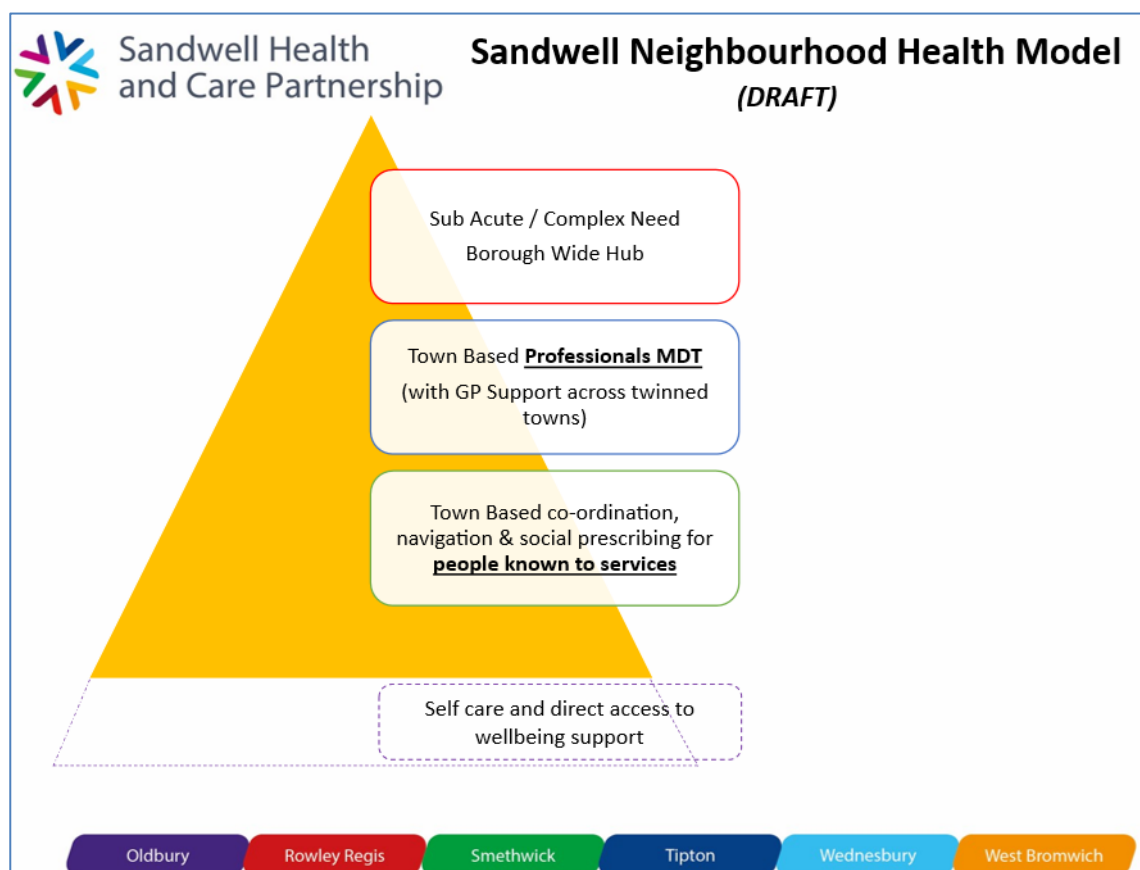 Sandwell Health
and Care Partnership
Sandwell Neighbourhood Health Model
(DRAFT)
Sub Acute / Complex Need
Borough Wide Hub
Town Based Professionals MDT
(with GP Support across twinned
towns)
Town Based co-ordination,
navigation & social prescribing for
people known to services
Self care and direct access to
wellbeing support
Oldbury
Rowley Regis
Smethwick
Tipton
Wednesbury
West Bromwich